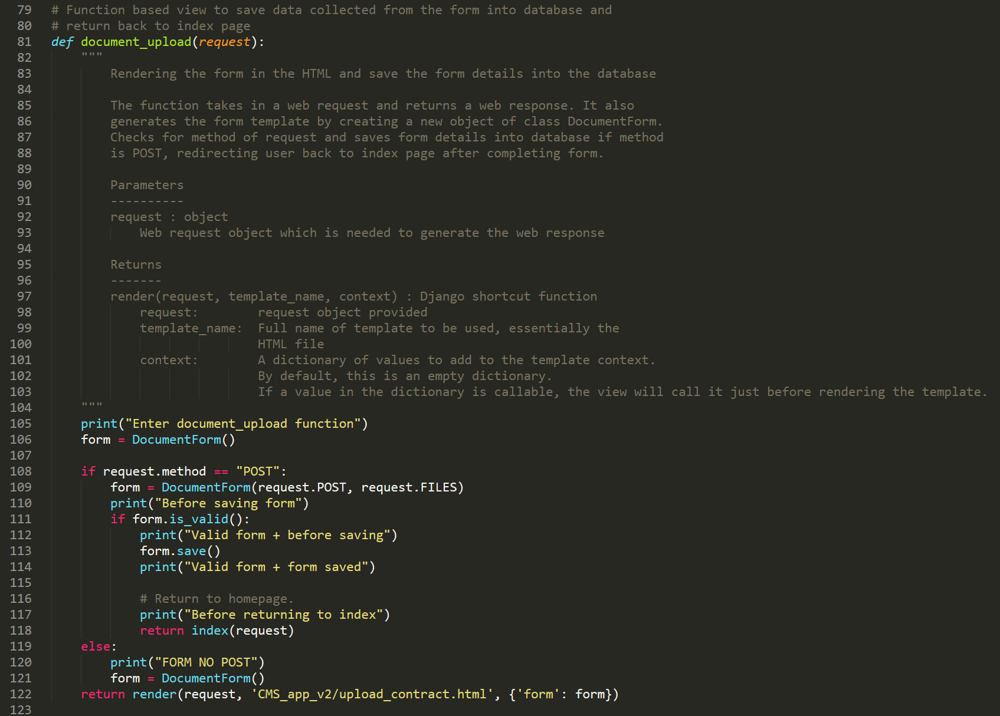 79 # Function based view to save data collected from the form into database and
80 # return back to index page
81 def document_upload(request):
82     """
83         Rendering the form in the HTML and save the form details into the database
84
85         The function takes in a web request and returns a web response. It also
86         generates the form template by creating a new object of class DocumentForm.
87         Checks for method of request and saves form details into database if method
88         is POST, redirecting user back to index page after completing form.
89
90         Parameters
91         ----------
92         request : object
93             Web request object which is needed to generate the web response
94
95         Returns
96         -------
97         render(request, template_name, context) : Django shortcut function
98             request:        request object provided
99             template_name:  Full name of template to be used, essentially the
100                             HTML file
101             context:        A dictionary of values to add to the template context.
102                             By default, this is an empty dictionary.
103                             If a value in the dictionary is callable, the view will call it just before rendering the template.
104     """
105     print("Enter document_upload function")
106     form = DocumentForm()
107
108     if request.method == "POST":
109         form = DocumentForm(request.POST, request.FILES)
110         print("Before saving form")
111         if form.is_valid():
112             print("Valid form + before saving")
113             form.save()
114             print("Valid form + form saved")
115
116             # Return to homepage.
117             print("Before returning to index")
118             return index(request)
119     else:
120         print("FORM NO POST")
121         form = DocumentForm()
122     return render(request, 'CMS_app_v2/upload_contract.html', {'form': form})
123